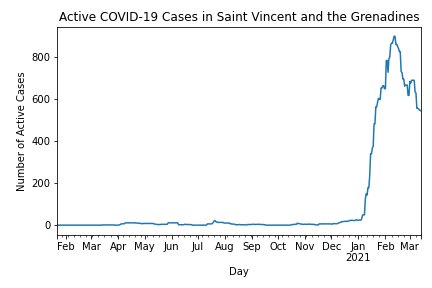 Active COVID-19 Cases in Saint Vincent and the Grenadines
Number of Active Cases
800
600
400
200
0
Feb Mar Apr May Jun Jul Aug Sep Oct Nov Dec Jan Feb Mar
2021
Day